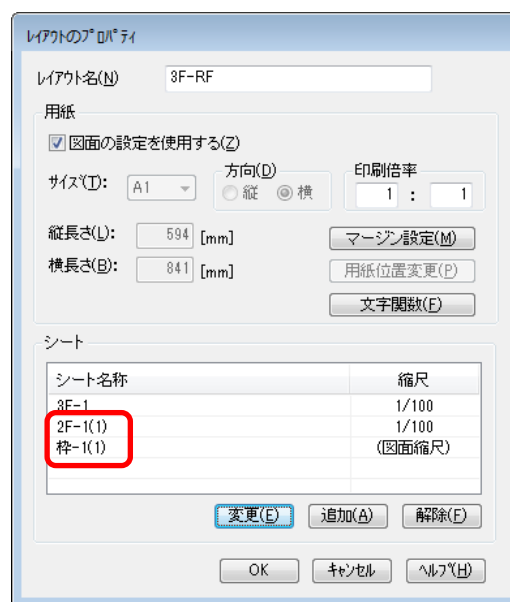 レイアウトのプロパティ
レイアウト名(N) 3F-RF
用紙
図面の設定を使用する(Z)
サイズ(T): A1 方向(D) 縦 横 印刷倍率 1 : 1
縦長さ(L): 594 [mm] マージン設定(M)
横長さ(B): 841 [mm] 用紙位置変更(P)
文字関数(F)
シート
シート名称 縮尺
3F-1 1/100
2F-1(1) 1/100
枠-1(1) (図面縮尺)
変更(E) 追加(A) 解除(F)
OK キャンセル ヘルプ(H)